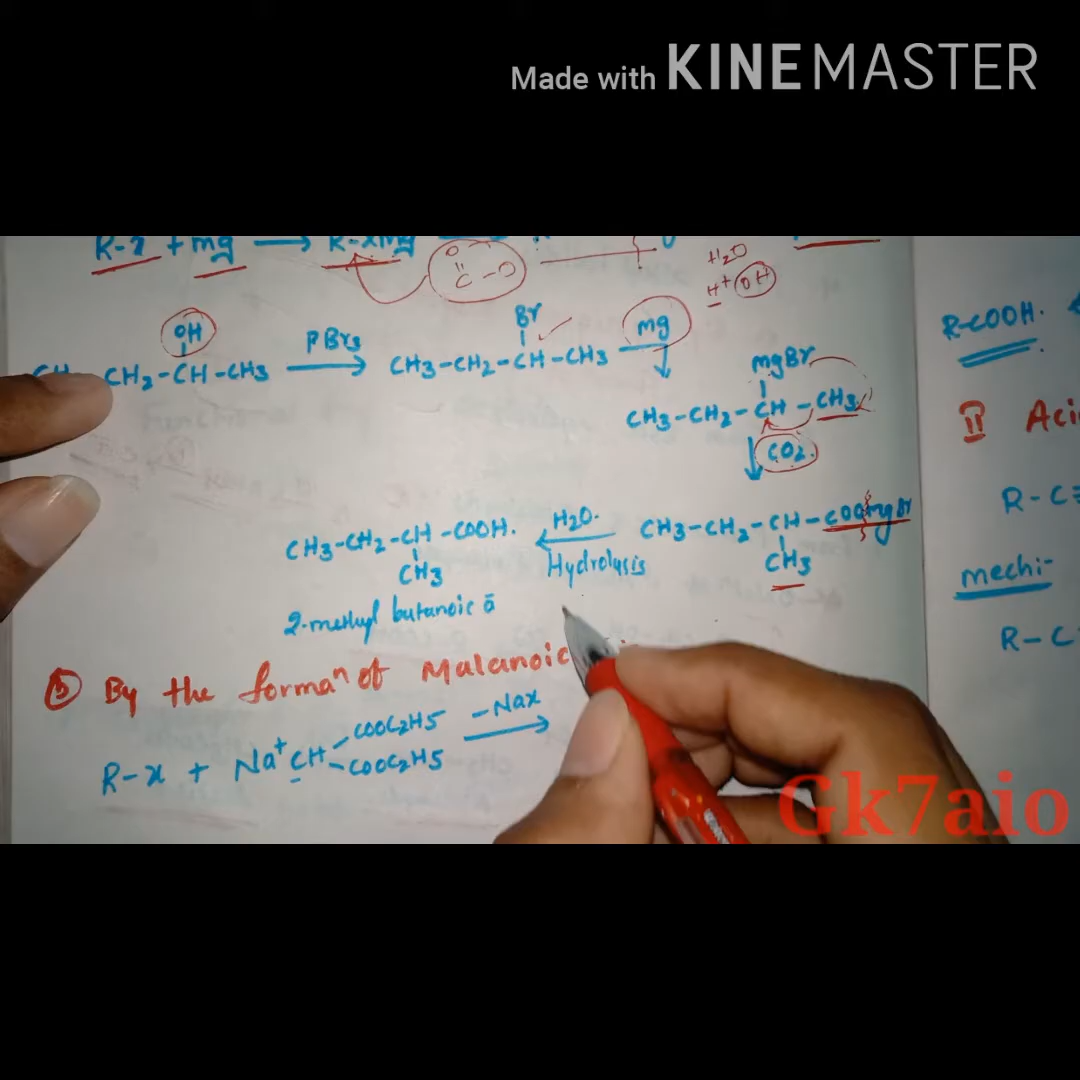 Made with KINEMASTER
R-x + mg → R-xMg
O
C - O
H2O
H+ OH
OH
CH2-CH-CH3
PBr3
Br
CH3-CH2-CH-CH3
mg
mgBr
CH3-CH2-CH-CH3
CO2.
CH3-CH2-CH-COOmgBr
CH3
H2O.
Hydrolysis
CH3-CH2-CH-COOH.
CH3
2-methyl butanoic ā
⑤ By the formaⁿ of Malanoic
R-x + Na+ CH
COOC2H5
COOC2H5
-Nax
R-COOH.
II Aci
R-C≡
mechi-
R-C
Gk7aio